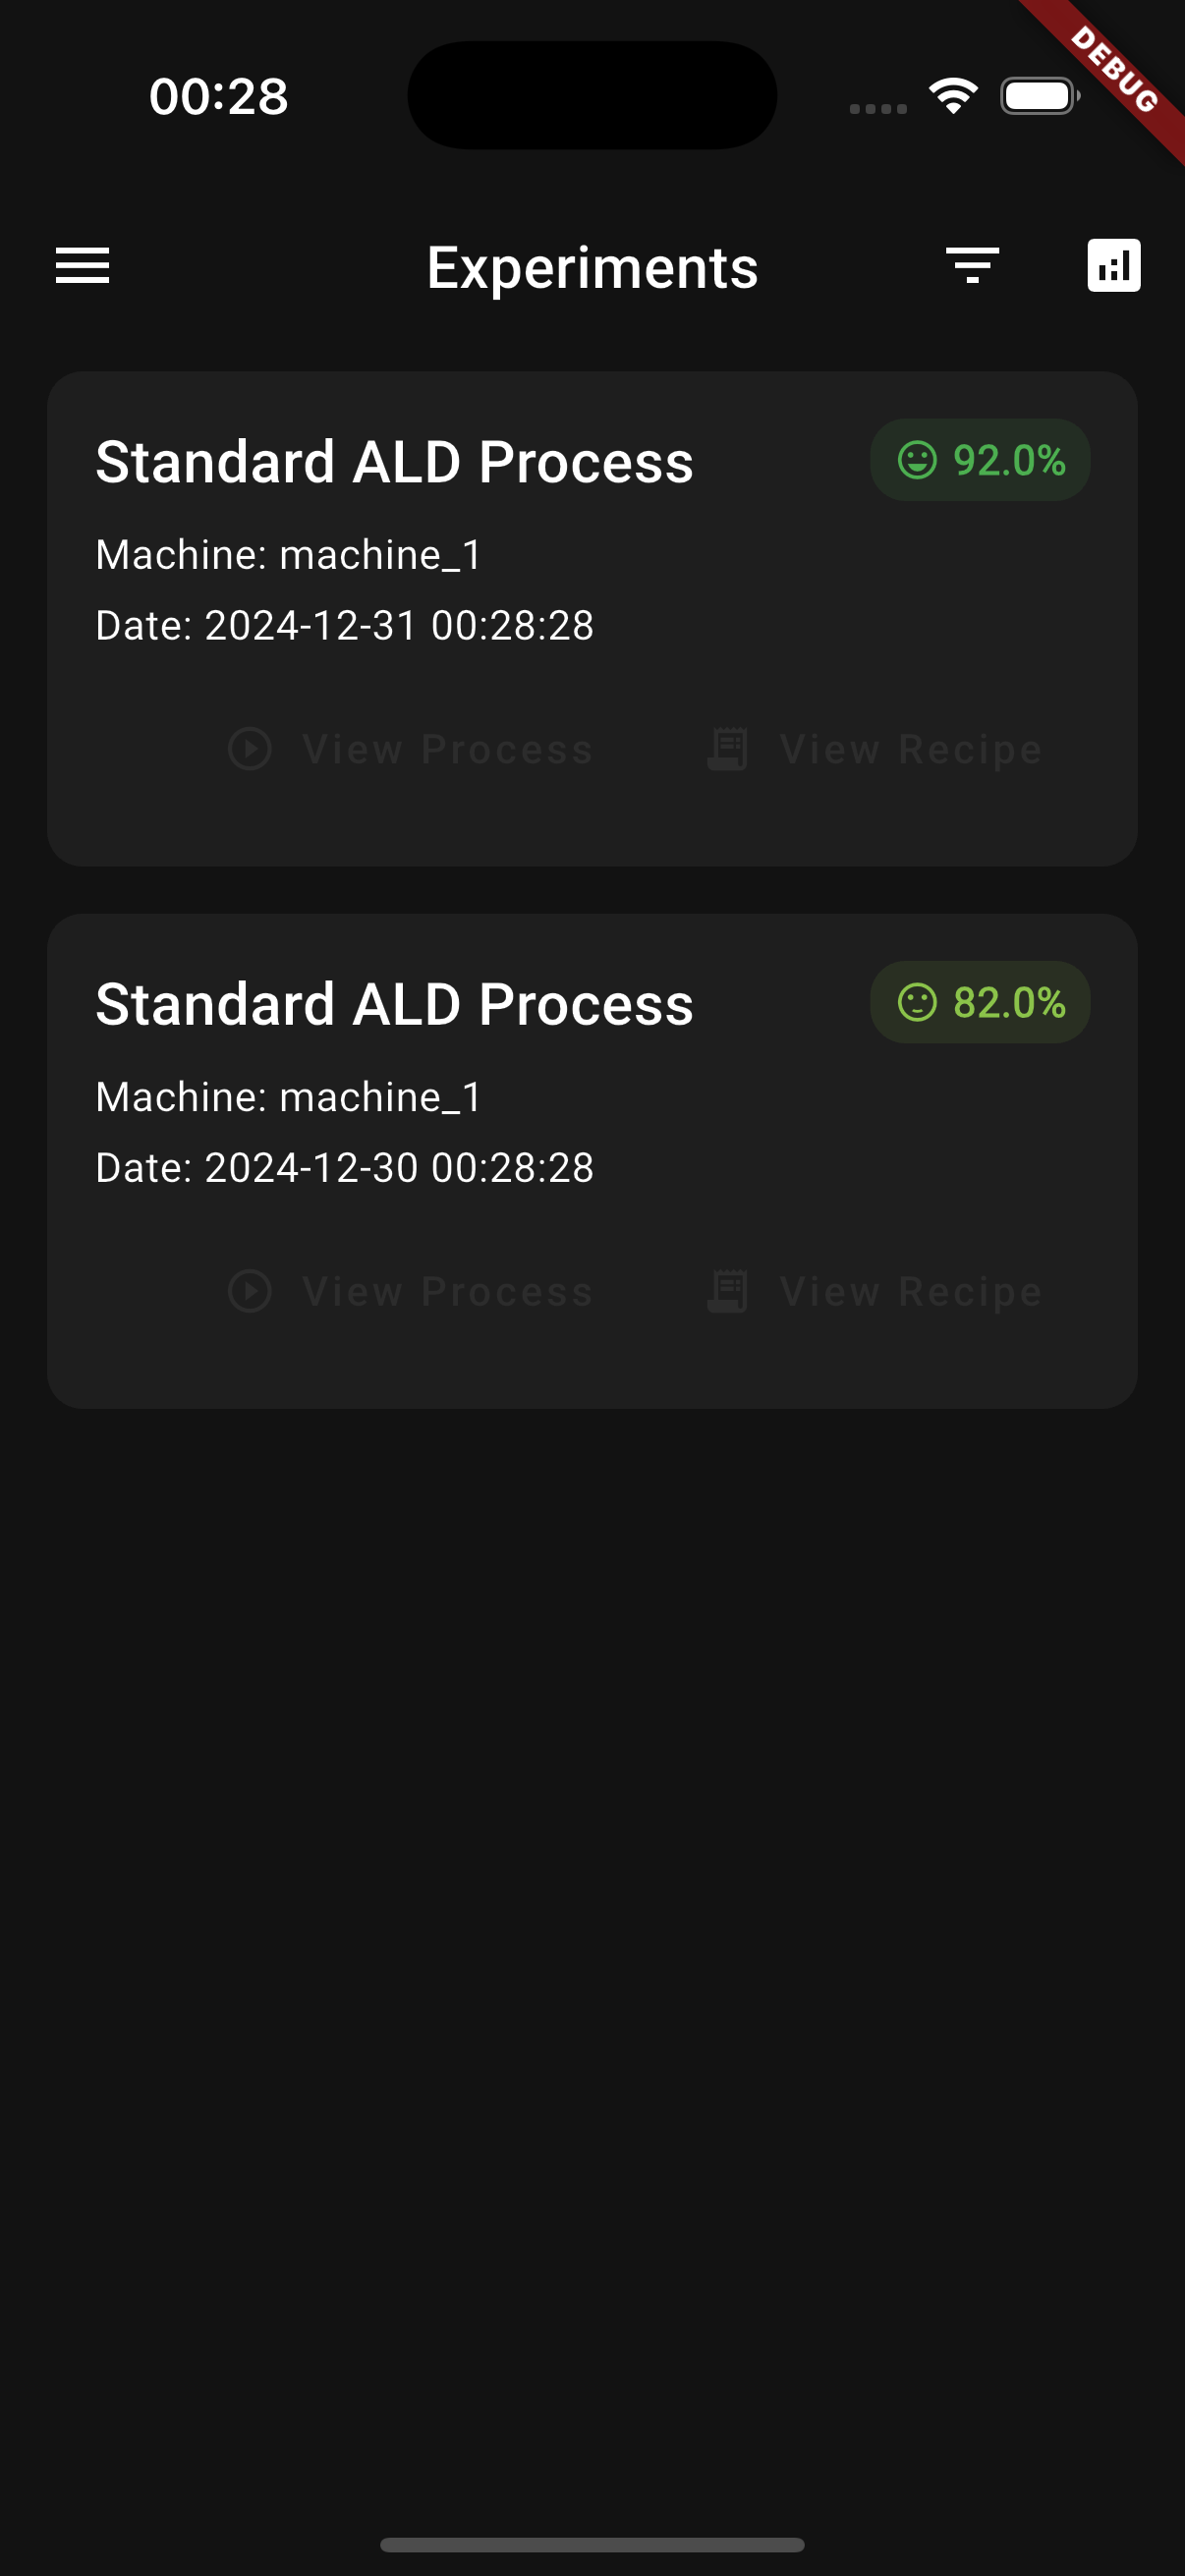 00:28
DEBUG
Experiments
Standard ALD Process
92.0%
Machine: machine_1
Date: 2024-12-31 00:28:28
View Process View Recipe
Standard ALD Process
82.0%
Machine: machine_1
Date: 2024-12-30 00:28:28
View Process View Recipe